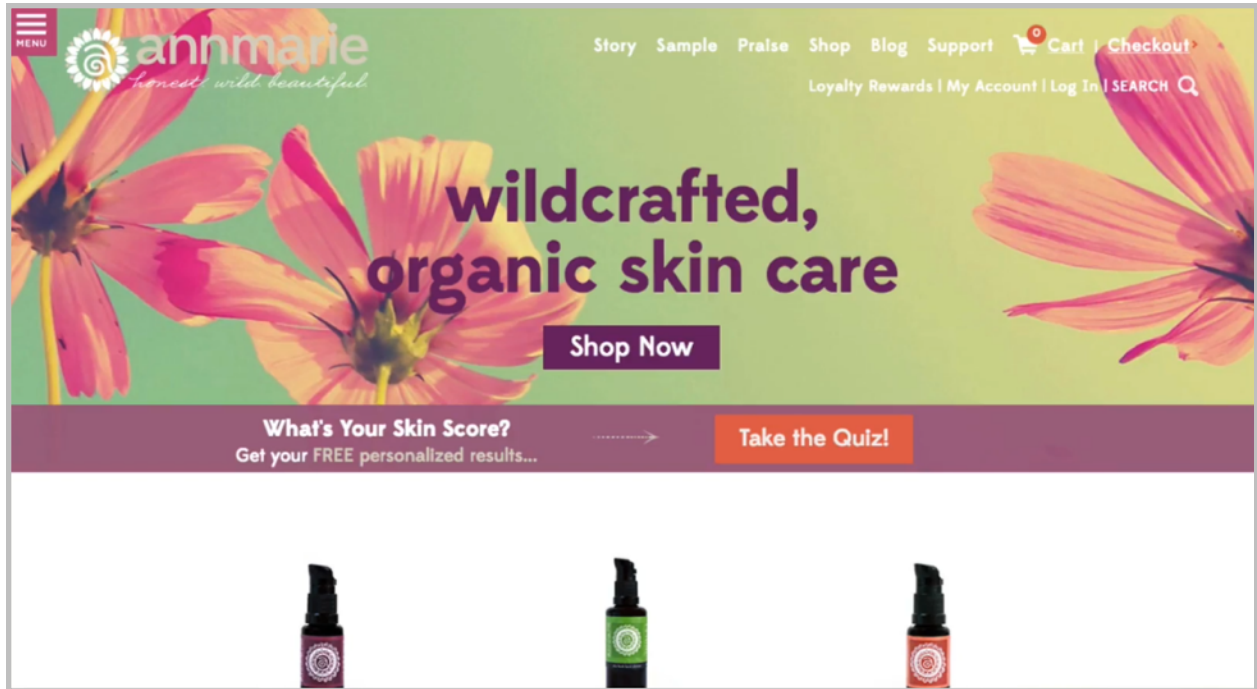 MENU
annmarie
honest. wild. beautiful.
Story Sample Praise Shop Blog Support 0 Cart | Checkout›
Loyalty Rewards | My Account | Log In | SEARCH
wildcrafted,
organic skin care
Shop Now
What's Your Skin Score?
Get your FREE personalized results...
Take the Quiz!